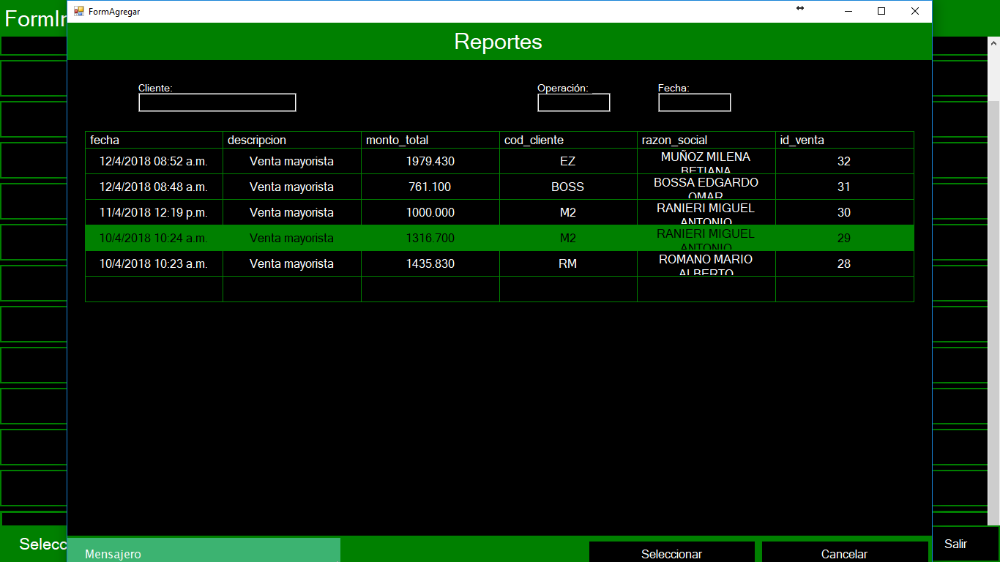 FormIn
FormAgregar
Reportes
Cliente:
Operación:
Fecha:
fecha descripcion monto_total cod_cliente razon_social id_venta
12/4/2018 08:52 a.m. Venta mayorista 1979.430 EZ MUÑOZ MILENA BETIANA 32
12/4/2018 08:48 a.m. Venta mayorista 761.100 BOSS BOSSA EDGARDO OMAR 31
11/4/2018 12:19 p.m. Venta mayorista 1000.000 M2 RANIERI MIGUEL ANTONIO 30
10/4/2018 10:24 a.m. Venta mayorista 1316.700 M2 RANIERI MIGUEL ANTONIO 29
10/4/2018 10:23 a.m. Venta mayorista 1435.830 RM ROMANO MARIO ALBERTO 28
Selecc
Mensajero
Seleccionar
Cancelar
Salir